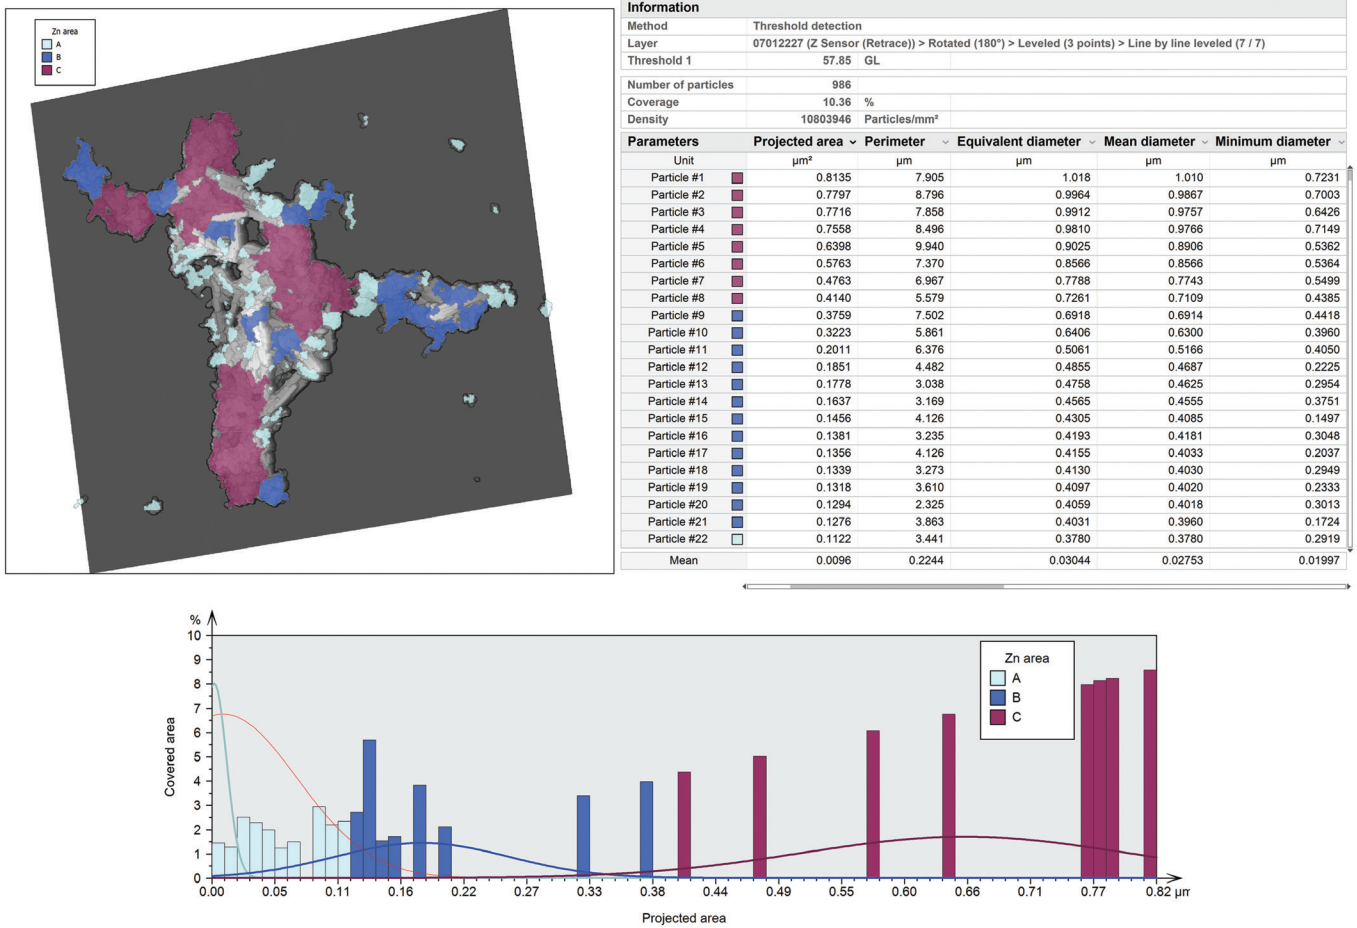 Zn area
A
B
C
Information
Method Threshold detection
Layer 07012227 (Z Sensor (Retrace)) > Rotated (180°) > Leveled (3 points) > Line by line leveled (7 / 7)
Threshold 1 57.85 GL
Number of particles 986
Coverage 10.36 %
Density 10803946 Particles/mm²
Parameters Projected area Perimeter Equivalent diameter Mean diameter Minimum diameter
Unit µm² µm µm µm µm
Particle #1 0.8135 7.905 1.018 1.010 0.7231
Particle #2 0.7797 8.796 0.9964 0.9867 0.7003
Particle #3 0.7716 7.858 0.9912 0.9757 0.6426
Particle #4 0.7558 8.496 0.9810 0.9766 0.7149
Particle #5 0.6398 9.940 0.9025 0.8906 0.5362
Particle #6 0.5763 7.370 0.8566 0.8566 0.5364
Particle #7 0.4763 6.967 0.7788 0.7743 0.5499
Particle #8 0.4140 5.579 0.7261 0.7109 0.4385
Particle #9 0.3759 7.502 0.6918 0.6914 0.4418
Particle #10 0.3223 5.861 0.6406 0.6300 0.3960
Particle #11 0.2011 6.376 0.5061 0.5166 0.4050
Particle #12 0.1851 4.482 0.4855 0.4687 0.2225
Particle #13 0.1778 3.038 0.4758 0.4625 0.2954
Particle #14 0.1637 3.169 0.4565 0.4555 0.3751
Particle #15 0.1456 4.126 0.4305 0.4085 0.1497
Particle #16 0.1381 3.235 0.4193 0.4181 0.3048
Particle #17 0.1356 4.126 0.4155 0.4033 0.2037
Particle #18 0.1339 3.273 0.4130 0.4030 0.2949
Particle #19 0.1318 3.610 0.4097 0.4020 0.2333
Particle #20 0.1294 2.325 0.4059 0.4018 0.3013
Particle #21 0.1276 3.863 0.4031 0.3960 0.1724
Particle #22 0.1122 3.441 0.3780 0.3780 0.2919
Mean 0.0096 0.2244 0.03044 0.02753 0.01997
%
10
9
8
7
6
5
4
3
2
1
0
Covered area
Zn area
A
B
C
0.00 0.05 0.11 0.16 0.22 0.27 0.33 0.38 0.44 0.49 0.55 0.60 0.66 0.71 0.77 0.82 µm
Projected area